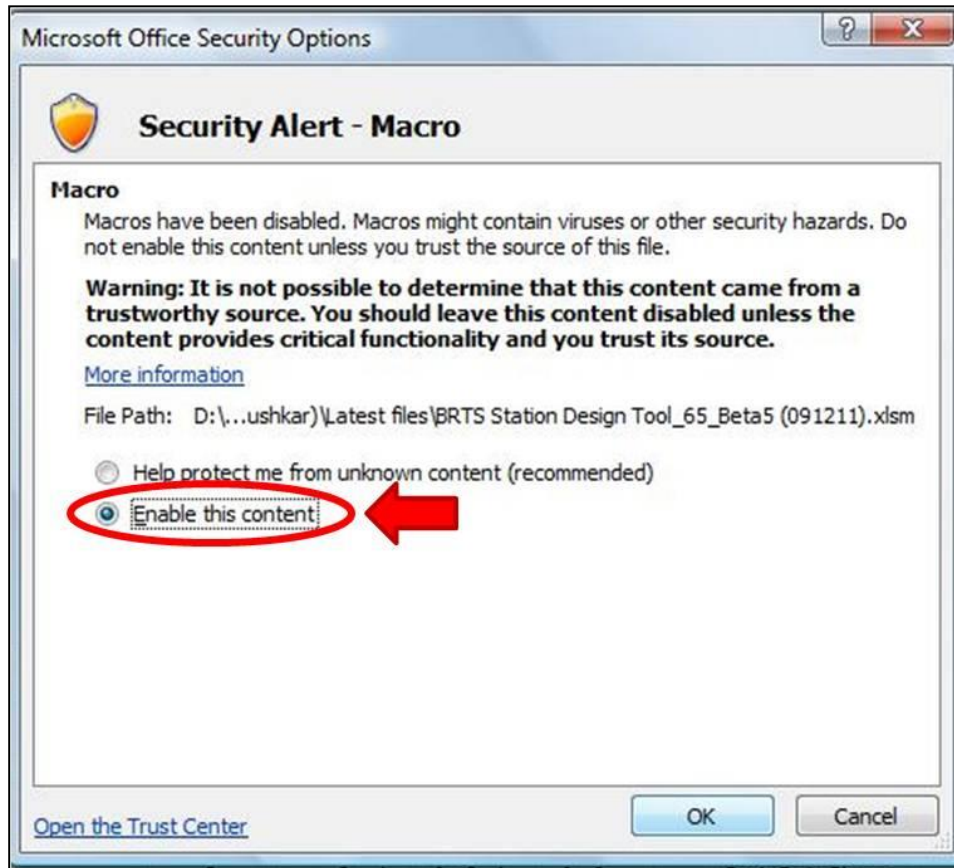 Microsoft Office Security Options
Security Alert - Macro
Macro
Macros have been disabled. Macros might contain viruses or other security hazards. Do
not enable this content unless you trust the source of this file.
Warning: It is not possible to determine that this content came from a
trustworthy source. You should leave this content disabled unless the
content provides critical functionality and you trust its source.
More information
File Path: D:\...ushkar)\Latest files\BRTS Station Design Tool_65_Beta5 (091211).xlsm
Help protect me from unknown content (recommended)
Enable this content
Open the Trust Center
OK
Cancel